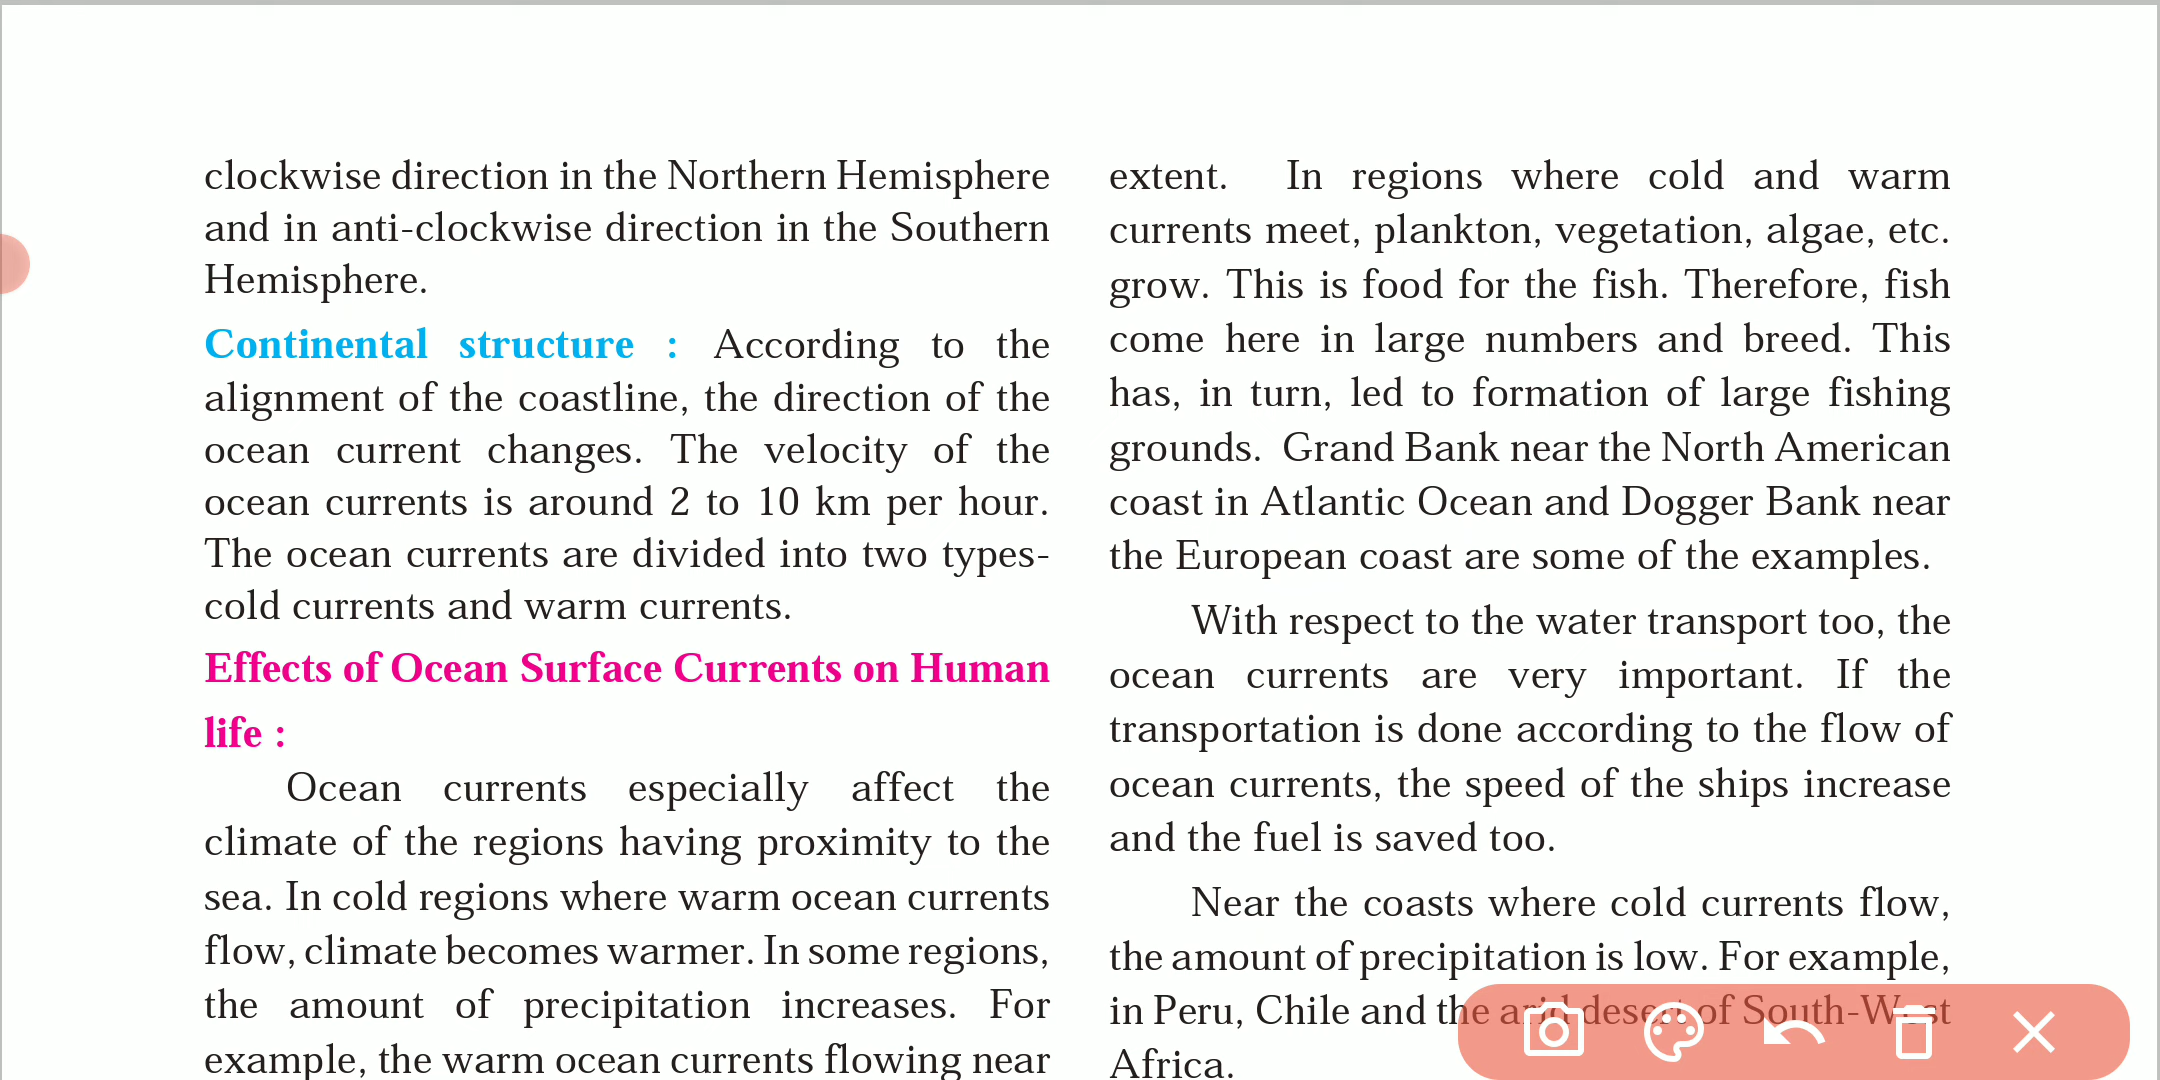 clockwise direction in the Northern Hemisphere
and in anti-clockwise direction in the Southern
Hemisphere.
Continental structure : According to the
alignment of the coastline, the direction of the
ocean current changes. The velocity of the
ocean currents is around 2 to 10 km per hour.
The ocean currents are divided into two types-
cold currents and warm currents.
Effects of Ocean Surface Currents on Human
life :
Ocean currents especially affect the
climate of the regions having proximity to the
sea. In cold regions where warm ocean currents
flow, climate becomes warmer. In some regions,
the amount of precipitation increases. For
example, the warm ocean currents flowing near
extent. In regions where cold and warm
currents meet, plankton, vegetation, algae, etc.
grow. This is food for the fish. Therefore, fish
come here in large numbers and breed. This
has, in turn, led to formation of large fishing
grounds. Grand Bank near the North American
coast in Atlantic Ocean and Dogger Bank near
the European coast are some of the examples.
With respect to the water transport too, the
ocean currents are very important. If the
transportation is done according to the flow of
ocean currents, the speed of the ships increase
and the fuel is saved too.
Near the coasts where cold currents flow,
the amount of precipitation is low. For example,
in Peru, Chile and the arid desert of South-West
Africa.